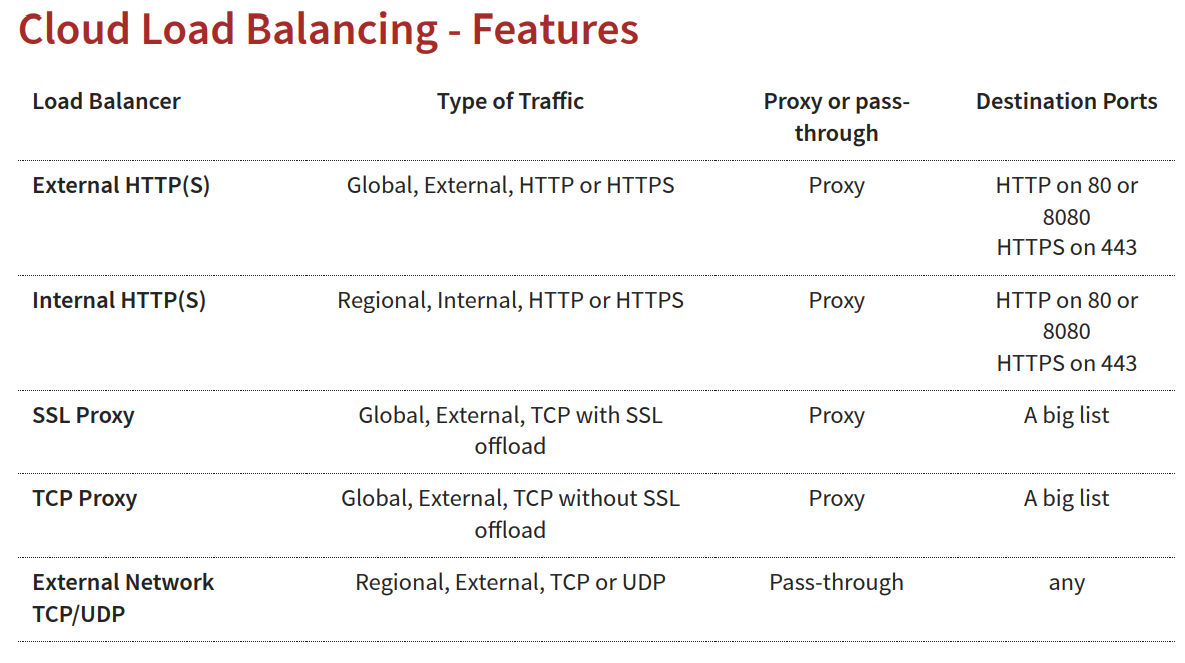 Cloud Load Balancing - Features
Load Balancer Type of Traffic Proxy or pass- Destination Ports
through
External HTTP(S) Global, External, HTTP or HTTPS Proxy HTTP on 80 or
8080
HTTPS on 443
Internal HTTP(S) Regional, Internal, HTTP or HTTPS Proxy HTTP on 80 or
8080
HTTPS on 443
SSL Proxy Global, External, TCP with SSL Proxy A big list
offload
TCP Proxy Global, External, TCP without SSL Proxy A big list
offload
External Network Regional, External, TCP or UDP Pass-through any
TCP/UDP